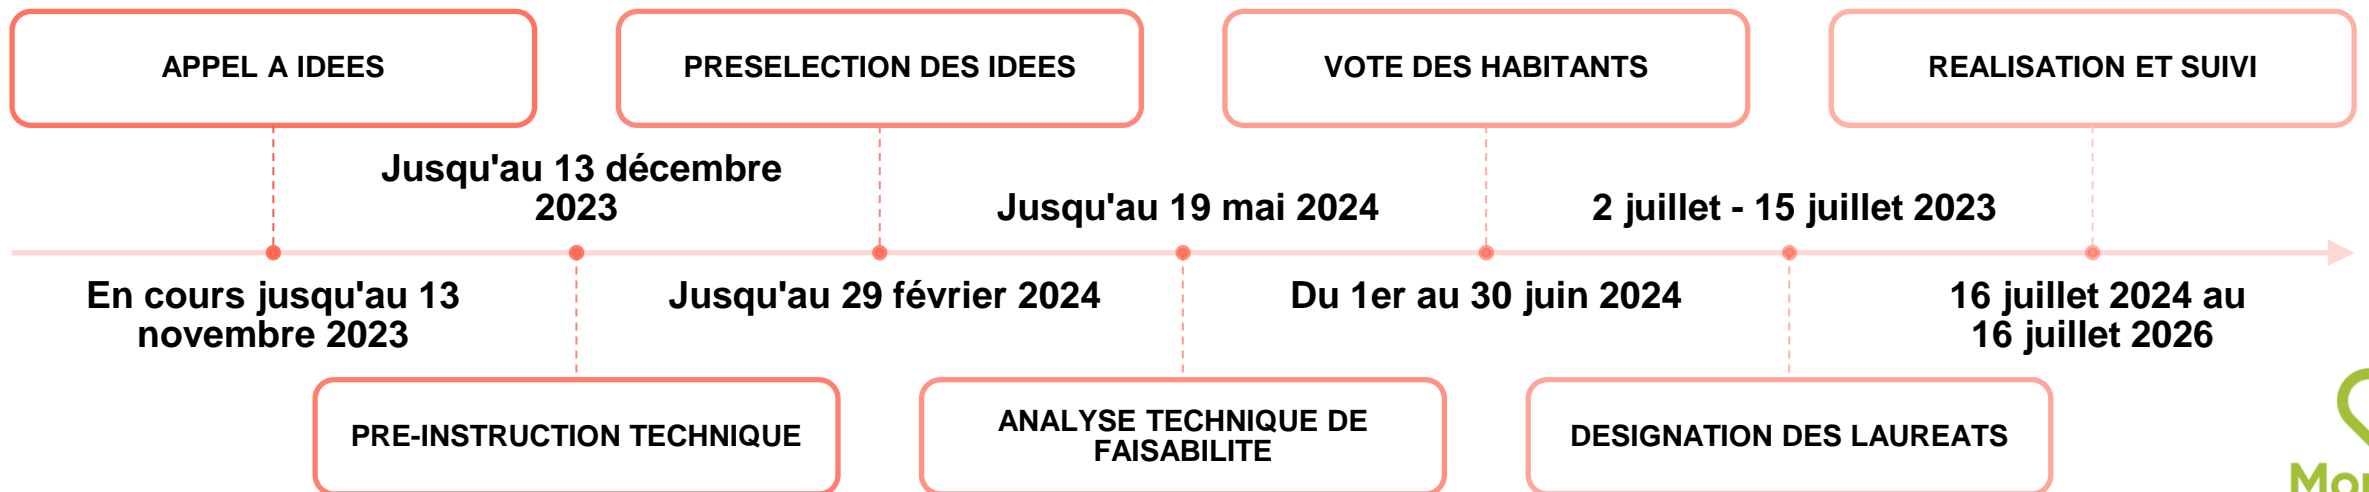 APPEL A IDEES
PRESELECTION DES IDEES
VOTE DES HABITANTS
REALISATION ET SUIVI
Jusqu'au 13 décembre
2023
Jusqu'au 19 mai 2024
2 juillet - 15 juillet 2023
En cours jusqu'au 13
novembre 2023
Jusqu'au 29 février 2024
Du 1er au 30 juin 2024
16 juillet 2024 au
16 juillet 2026
PRE-INSTRUCTION TECHNIQUE
ANALYSE TECHNIQUE DE
FAISABILITE
DESIGNATION DES LAUREATS